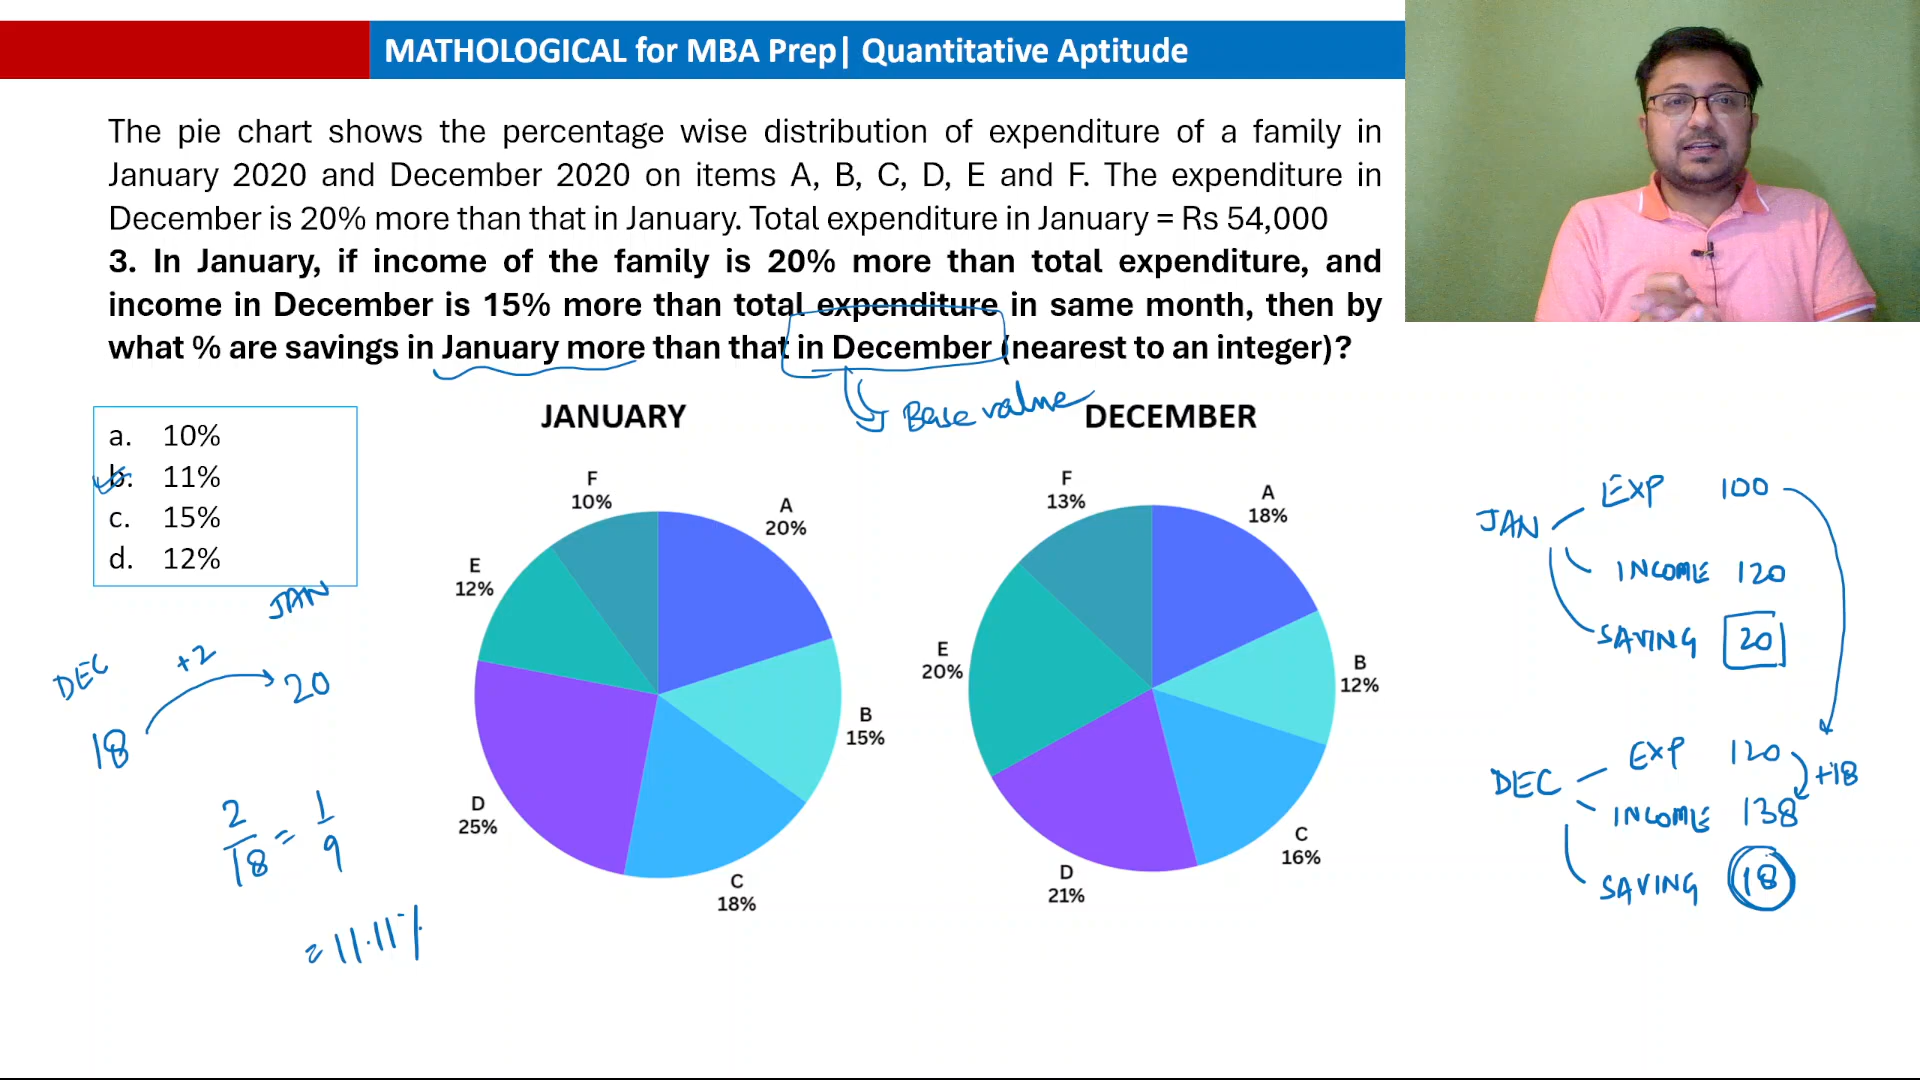 MATHOLOGICAL for MBA Prep| Quantitative Aptitude
The pie chart shows the percentage wise distribution of expenditure of a family in
January 2020 and December 2020 on items A, B, C, D, E and F. The expenditure in
December is 20% more than that in January. Total expenditure in January = Rs 54,000
3. In January, if income of the family is 20% more than total expenditure, and
income in December is 15% more than total expenditure in same month, then by
what % are savings in January more than that in December (nearest to an integer)?
Base value
a. 10%
b. 11%
c. 15%
d. 12%
JAN
DEC
+2
20
18
2/18 = 1/9
= 11.11%
JANUARY
F
10%
A
20%
E
12%
B
15%
D
25%
C
18%
DECEMBER
F
13%
A
18%
E
20%
B
12%
C
16%
D
21%
JAN
EXP 100
INCOME 120
SAVING 20
DEC
EXP 120
+18
INCOME 138
SAVING 18